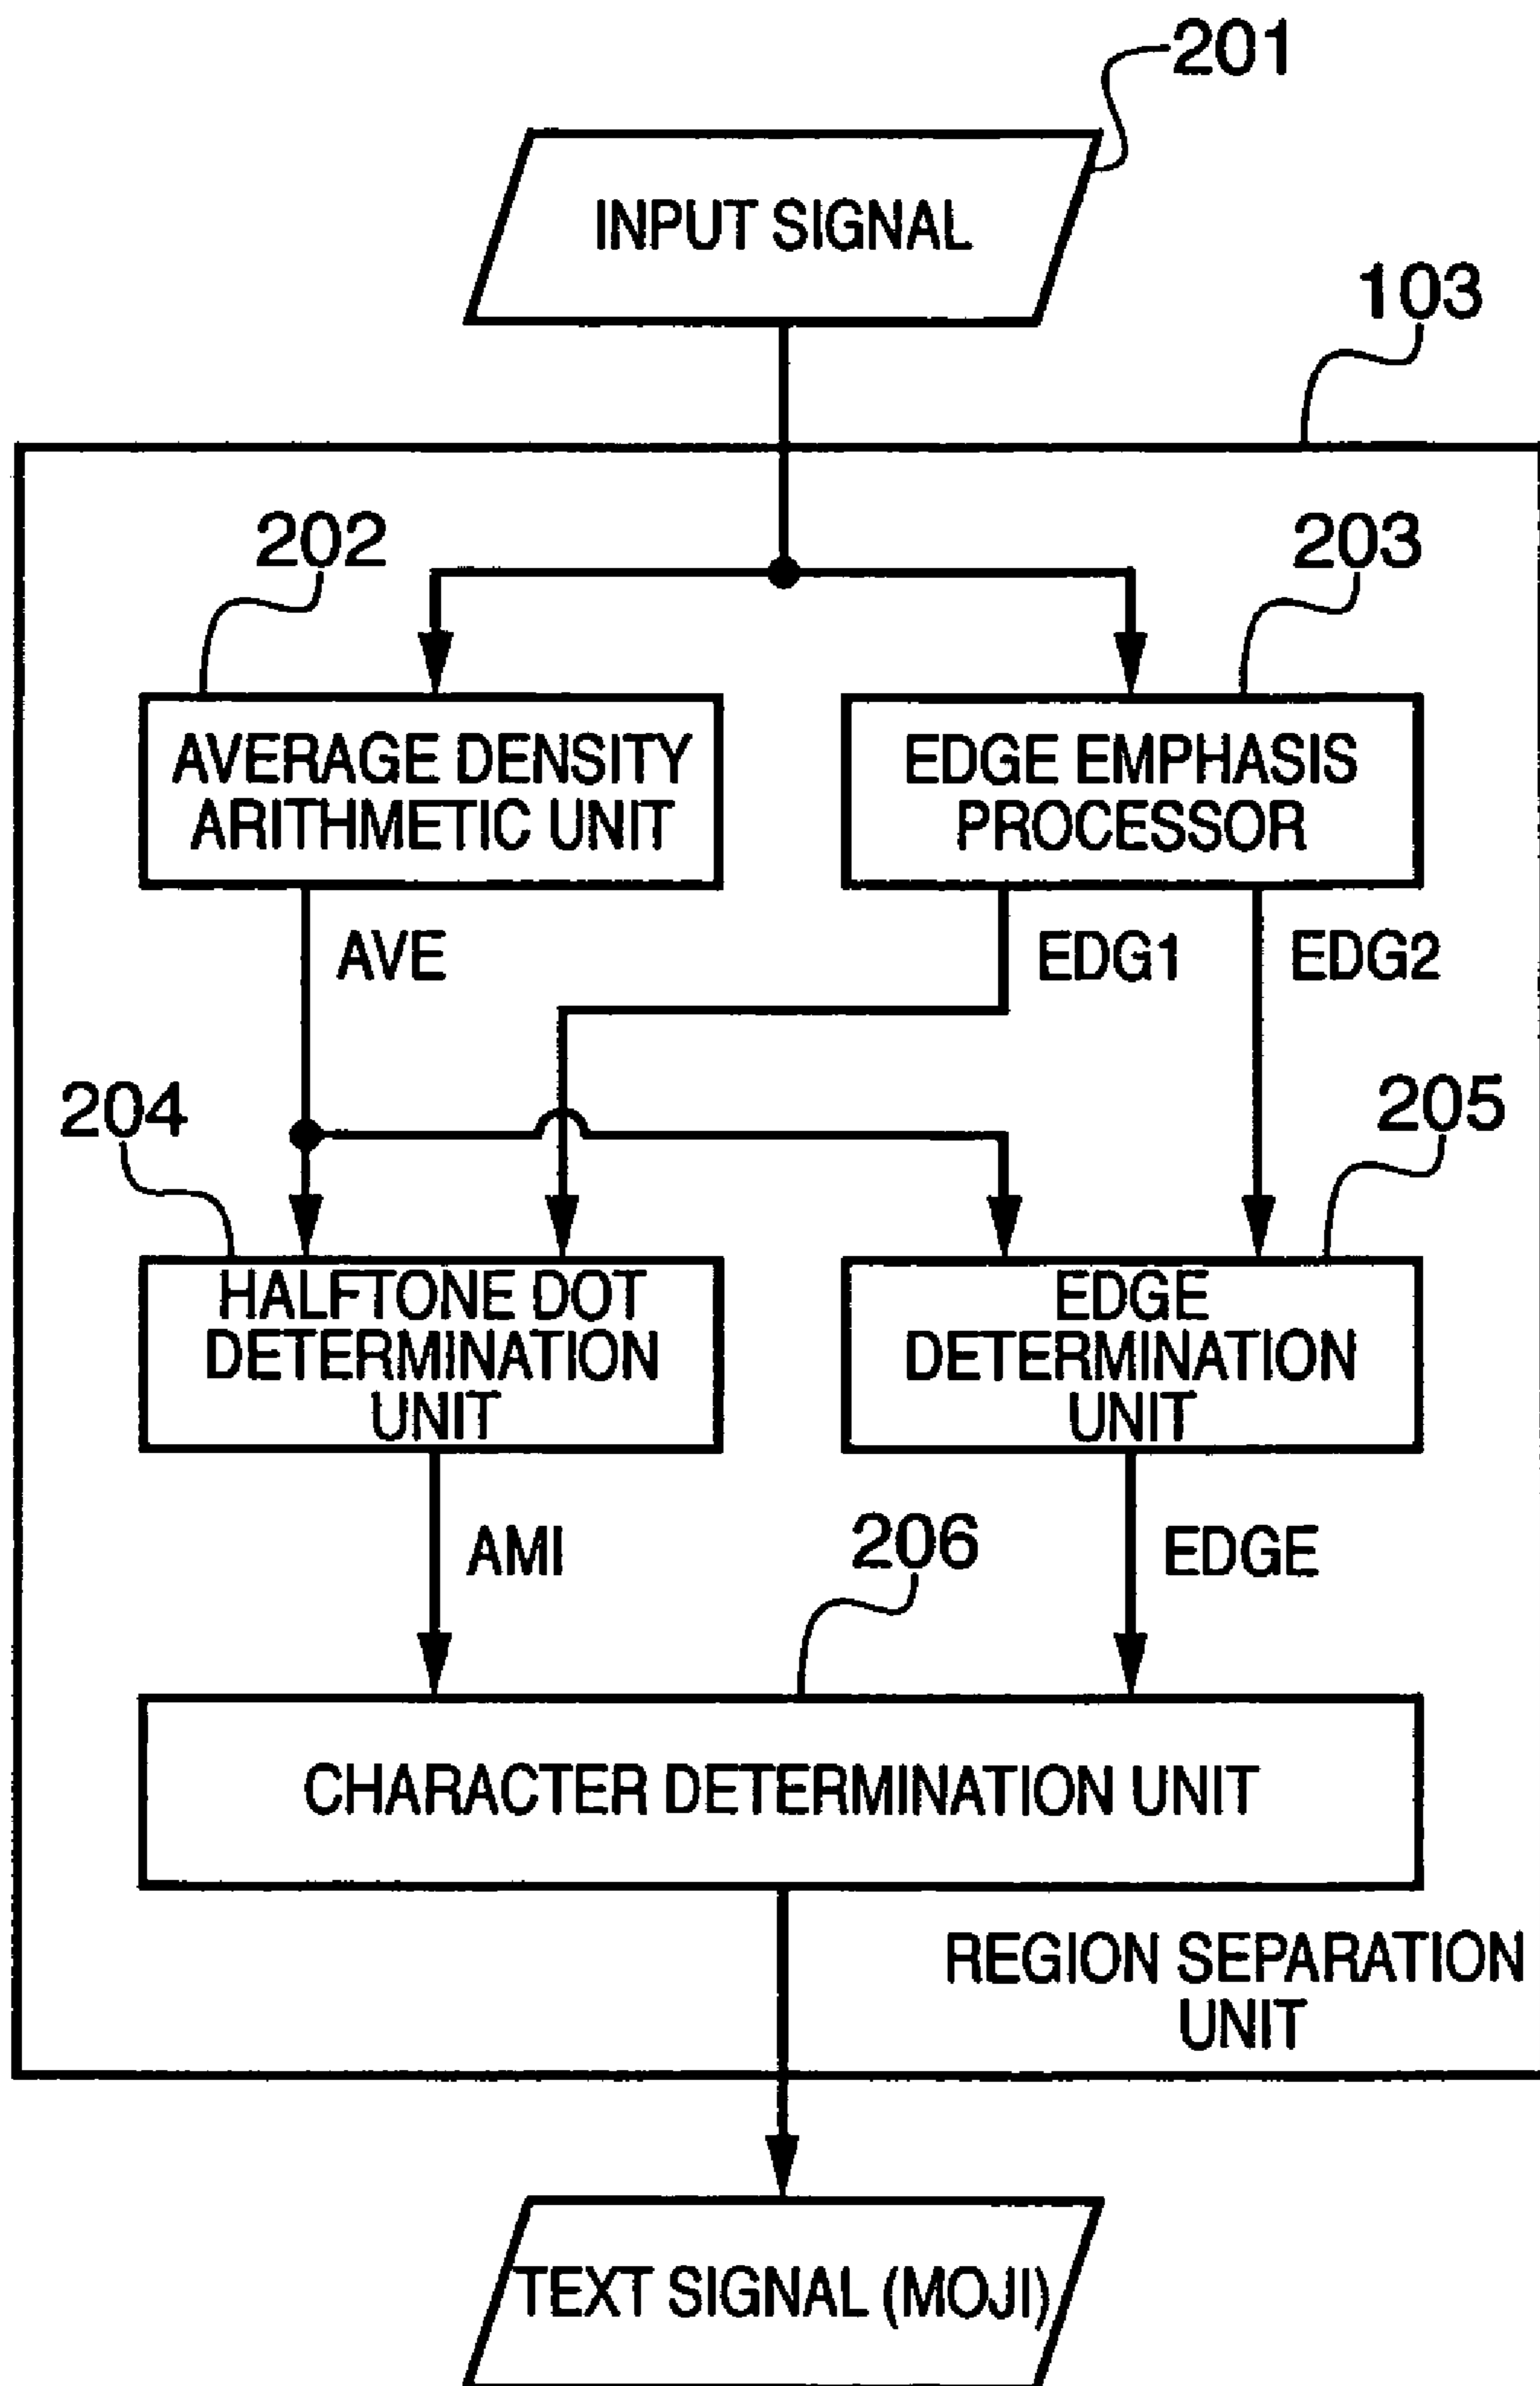 201
INPUT SIGNAL
103
202
203
AVERAGE DENSITY
ARITHMETIC UNIT
EDGE EMPHASIS
PROCESSOR
AVE
EDG1
EDG2
204
205
HALFTONE DOT
DETERMINATION
UNIT
EDGE
DETERMINATION
UNIT
AMI
206
EDGE
CHARACTER DETERMINATION UNIT
REGION SEPARATION
UNIT
TEXT SIGNAL (MOJI)